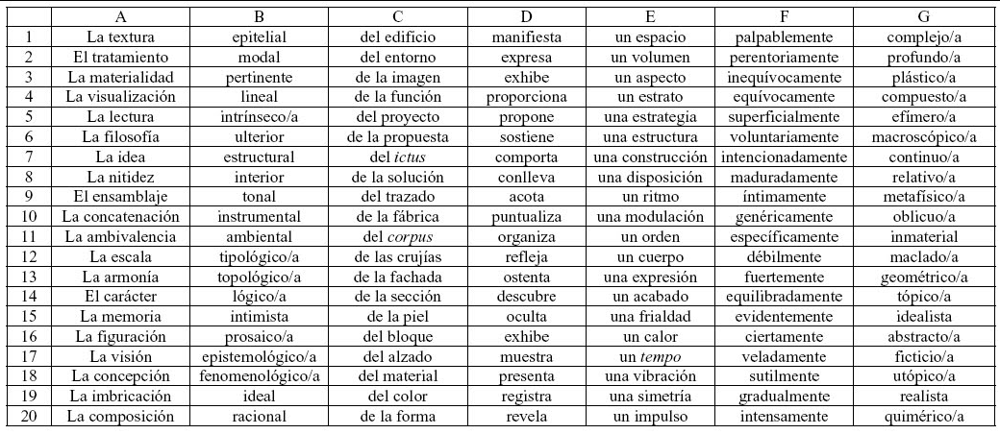 A B C D E F G
1 La textura epitelial del edificio manifiesta un espacio palpablemente complejo/a
2 El tratamiento modal del entorno expresa un volumen perentoriamente profundo/a
3 La materialidad pertinente de la imagen exhibe un aspecto inequívocamente plástico/a
4 La visualización lineal de la función proporciona un estrato equívocamente compuesto/a
5 La lectura intrínseco/a del proyecto propone una estrategia superficialmente efímero/a
6 La filosofía ulterior de la propuesta sostiene una estructura voluntariamente macroscópico/a
7 La idea estructural del ictus comporta una construcción intencionadamente continuo/a
8 La nitidez interior de la solución conlleva una disposición maduradamente relativo/a
9 El ensamblaje tonal del trazado acota un ritmo íntimamente metafísico/a
10 La concatenación instrumental de la fábrica puntualiza una modulación genéricamente oblicuo/a
11 La ambivalencia ambiental del corpus organiza un orden específicamente inmaterial
12 La escala tipológico/a de las crujías refleja un cuerpo débilmente maclado/a
13 La armonía topológico/a de la fachada ostenta una expresión fuertemente geométrico/a
14 El carácter lógico/a de la sección descubre un acabado equilibradamente tópico/a
15 La memoria intimista de la piel oculta una frialdad evidentemente idealista
16 La figuración prosaico/a del bloque exhibe un calor ciertamente abstracto/a
17 La visión epistemológico/a del alzado muestra un tempo veladamente ficticio/a
18 La concepción fenomenológico/a del material presenta una vibración sutilmente utópico/a
19 La imbricación ideal del color registra una simetría gradualmente realista
20 La composición racional de la forma revela un impulso intensamente quimérico/a